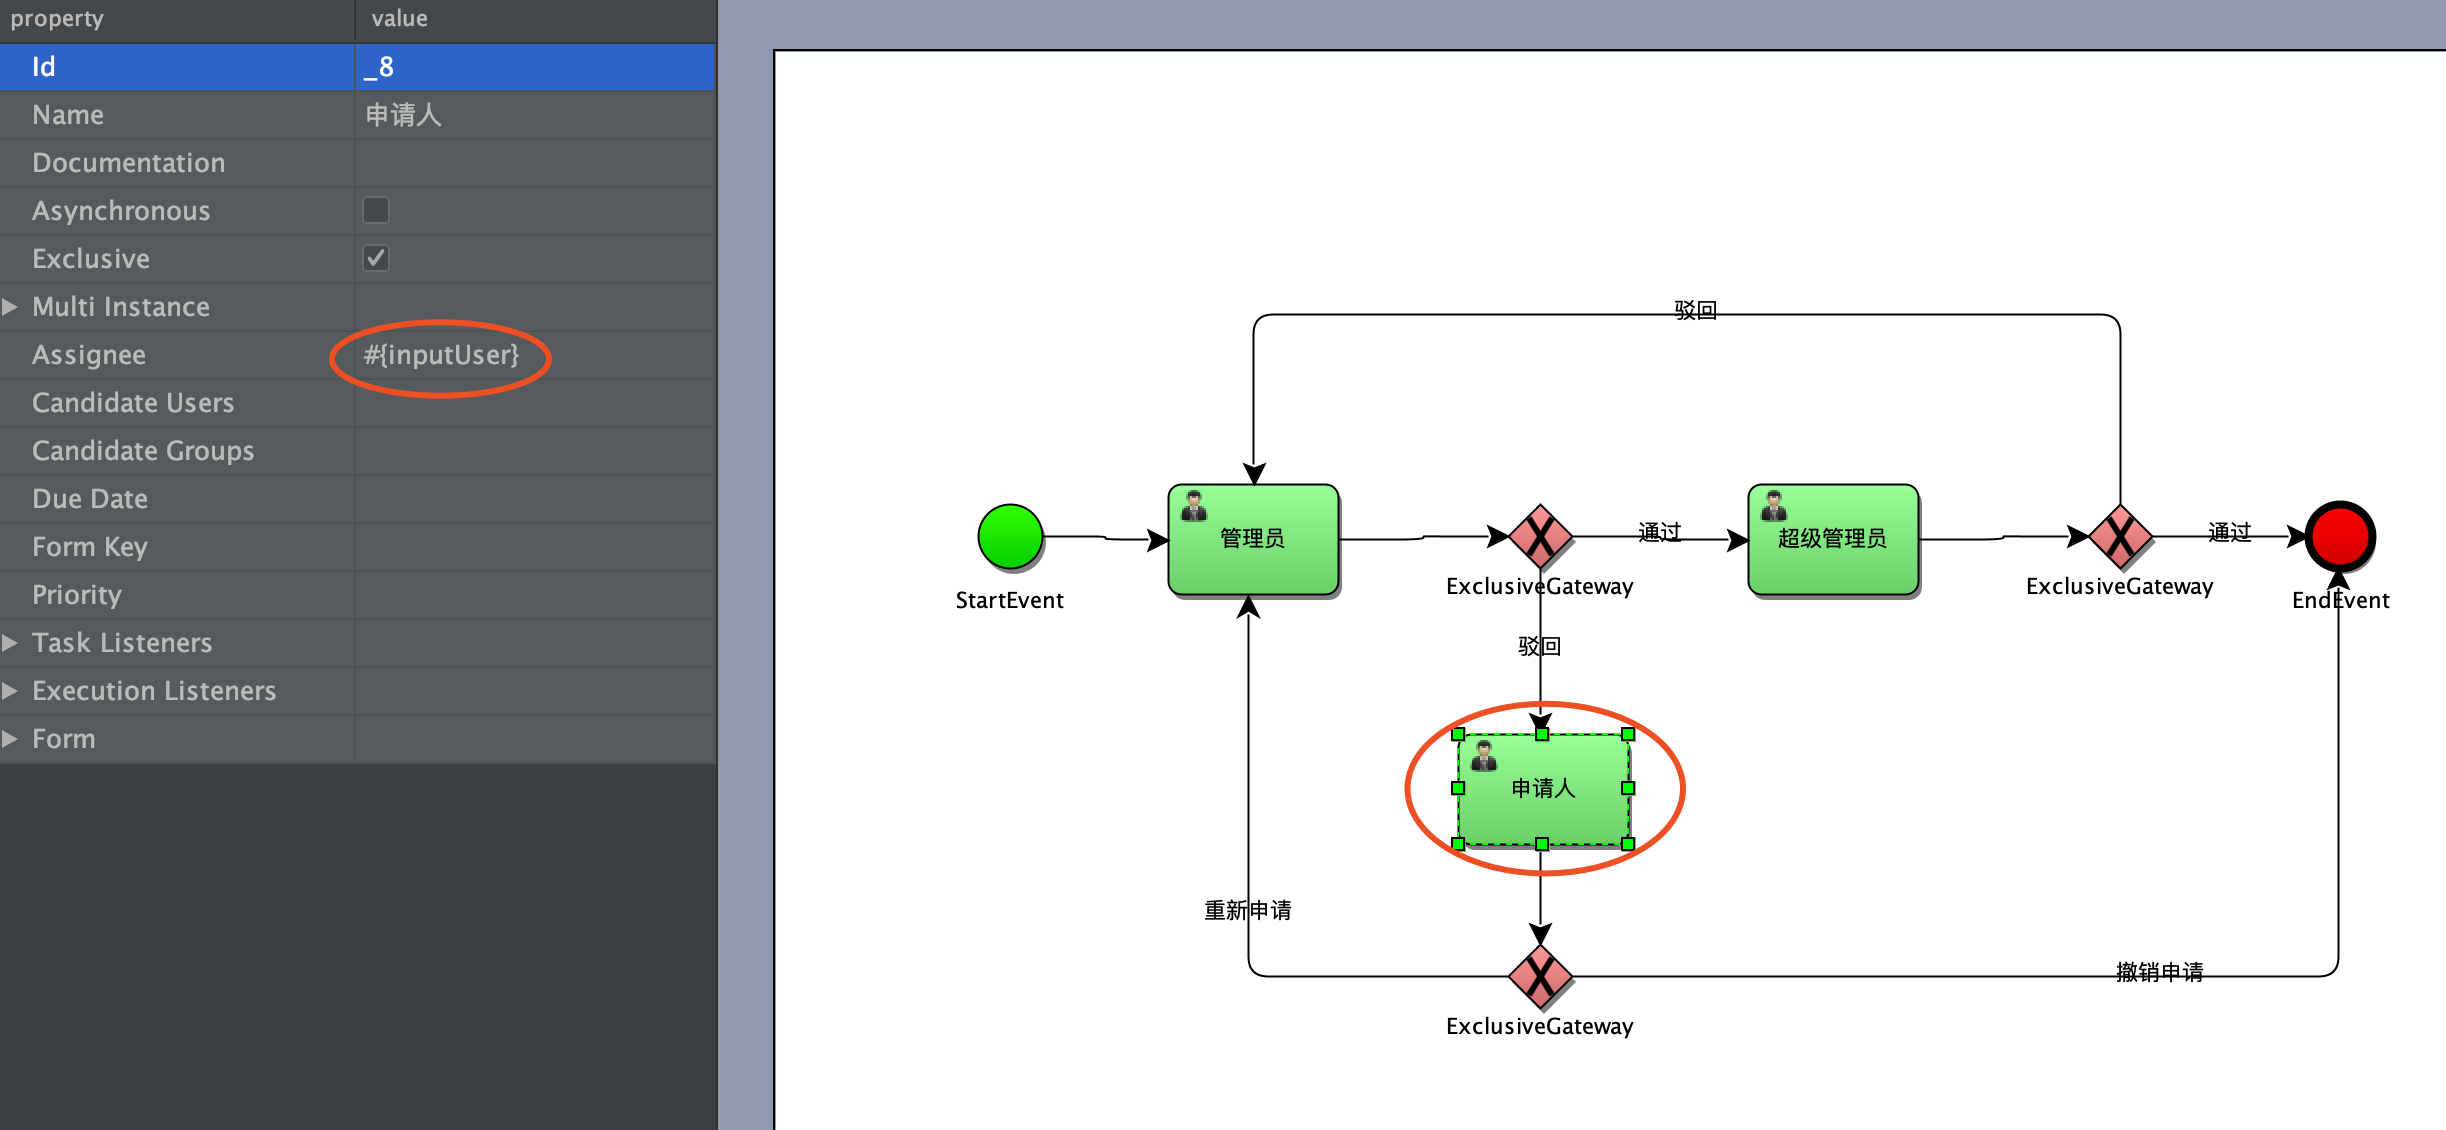 property value
Id _8
Name 申请人
Documentation
Asynchronous
Exclusive
Multi Instance
Assignee #{inputUser}
Candidate Users
Candidate Groups
Due Date
Form Key
Priority
Task Listeners
Execution Listeners
Form
驳回
管理员
通过
超级管理员
通过
StartEvent
ExclusiveGateway
ExclusiveGateway
EndEvent
驳回
申请人
重新申请
撤销申请
ExclusiveGateway